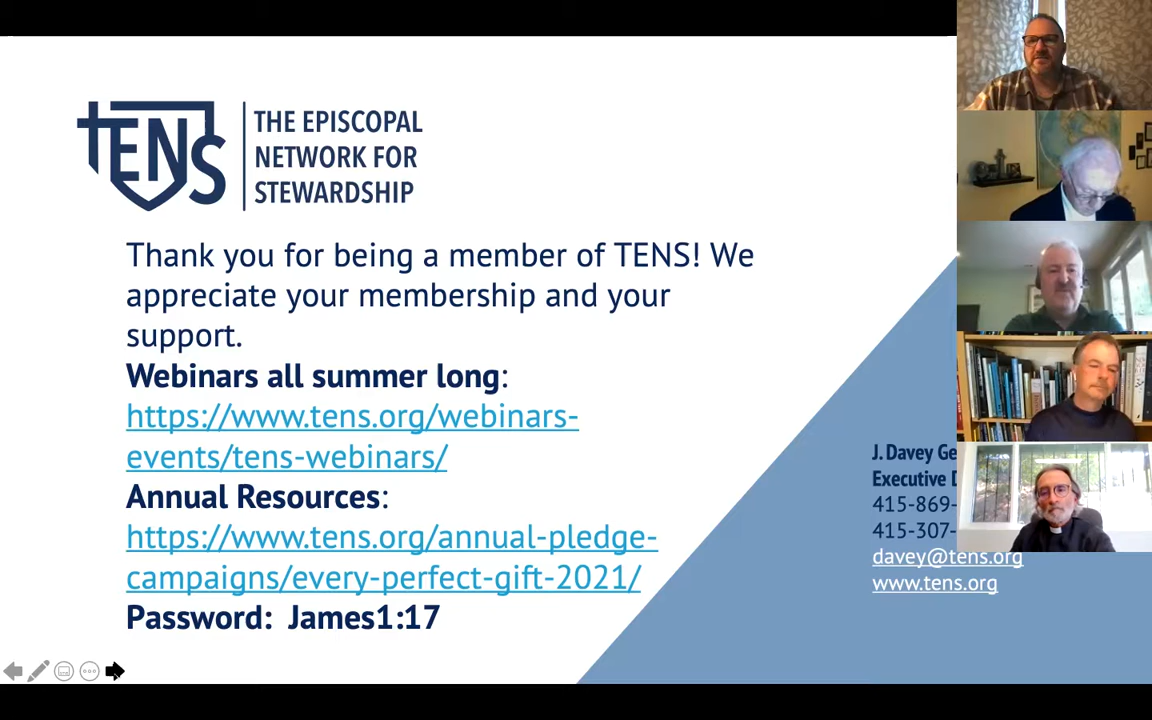 tENS
THE EPISCOPAL
NETWORK FOR
STEWARDSHIP
Thank you for being a member of TENS! We
appreciate your membership and your
support.
Webinars all summer long:
https://www.tens.org/webinars-
events/tens-webinars/
Annual Resources:
https://www.tens.org/annual-pledge-
campaigns/every-perfect-gift-2021/
Password: James1:17
J. Davey Ge
Executive D
415-869-
415-307-
davey@tens.org
www.tens.org